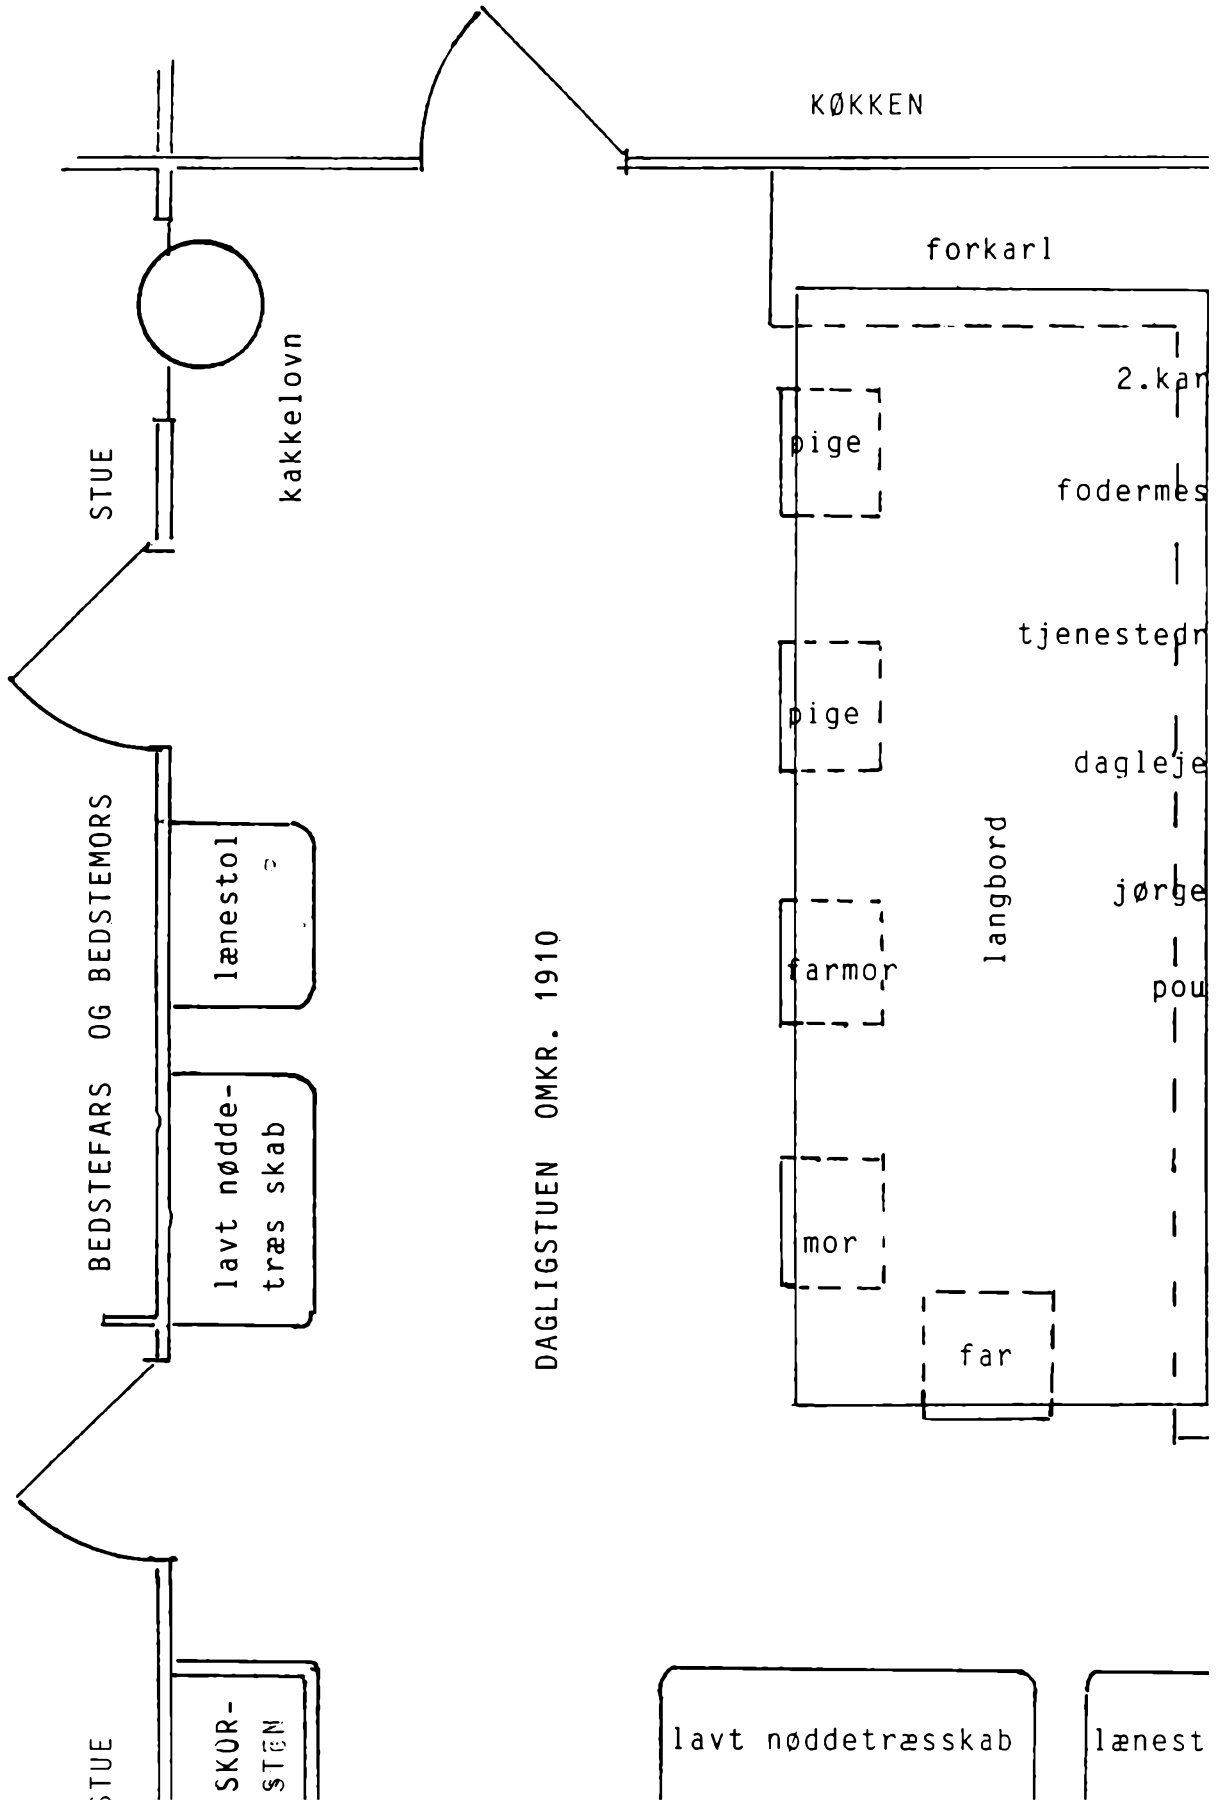 KØKKEN
forkarl
2.kar
pige
fodermes
tjenestedr
pige
dagleje
jørge
farmor
pou
langbord
mor
far
kakkelovn
STUE
BEDSTEFARS OG BEDSTEMORS
lænestol
lavt nødde-
træs skab
DAGLIGSTUEN OMKR. 1910
SKOR-
STEN
STUE
lavt nøddetræsskab
lænest